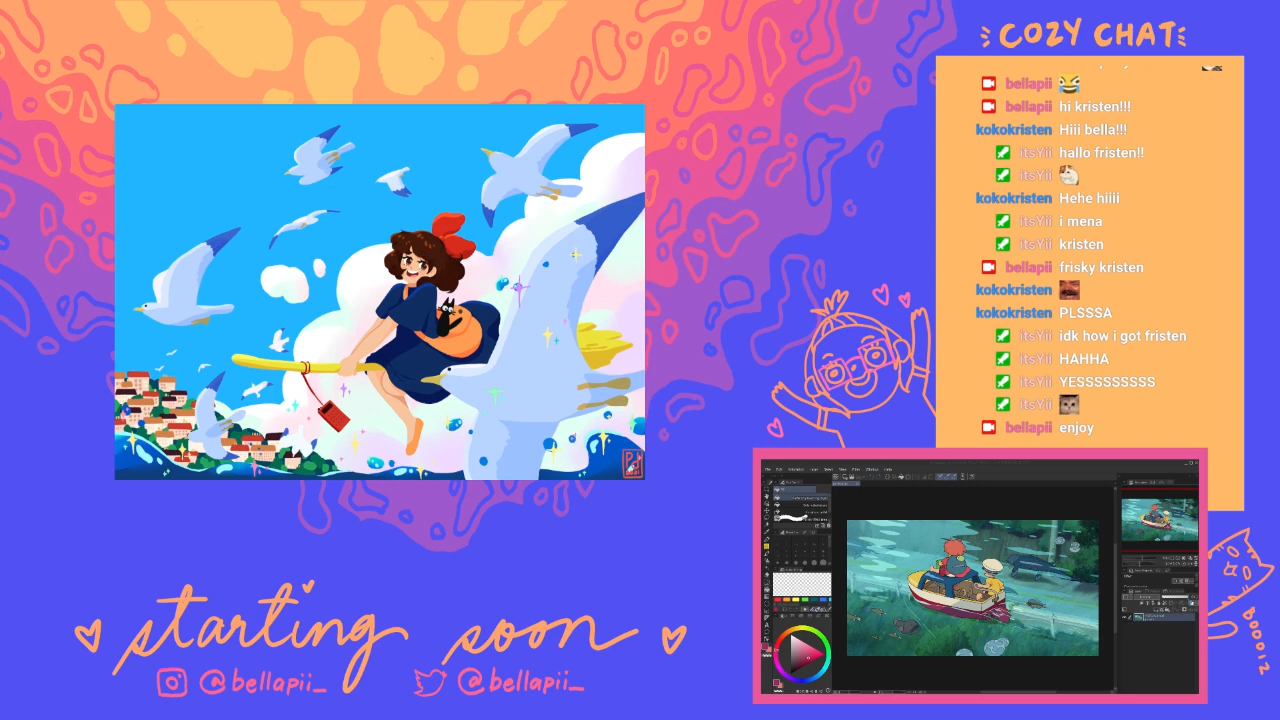 COZY CHAT
bellapii
bellapii hi kristen!!!
kokokristen Hiii bella!!!
itsYii hallo fristen!!
itsYii
kokokristen Hehe hiiii
itsYii i mena
itsYii kristen
bellapii frisky kristen
kokokristen
kokokristen PLSSSA
itsYii idk how i got fristen
itsYii HAHHA
itsYii YESSSSSSSSS
itsYii
bellapii enjoy
starting soon
@bellapii_ @bellapii_